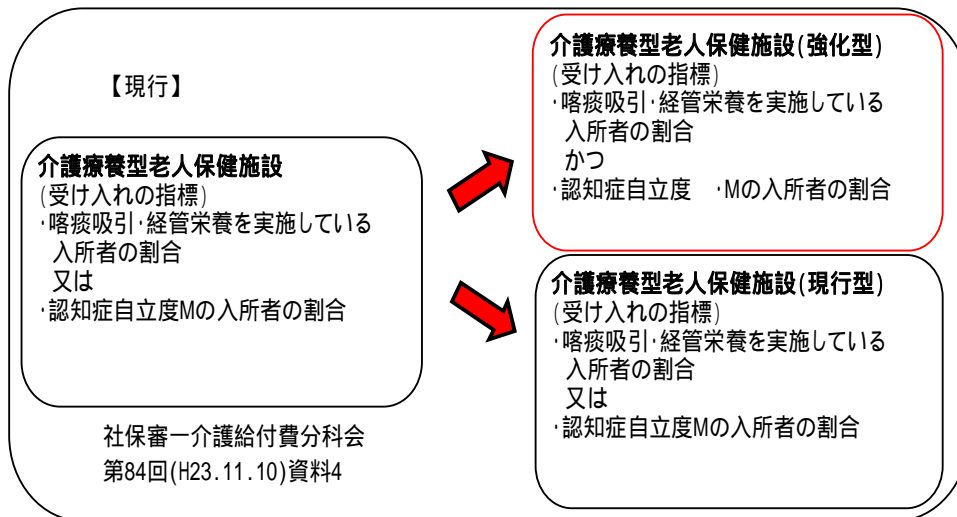 【現行】
介護療養型老人保健施設
(受け入れの指標)
･喀痰吸引･経管栄養を実施している
入所者の割合
又は
･認知症自立度Mの入所者の割合
社保審ー介護給付費分科会
第84回(H23.11.10)資料4
介護療養型老人保健施設(強化型)
(受け入れの指標)
･喀痰吸引･経管栄養を実施している
入所者の割合
かつ
･認知症自立度　･Mの入所者の割合
介護療養型老人保健施設(現行型)
(受け入れの指標)
･喀痰吸引･経管栄養を実施している
入所者の割合
又は
･認知症自立度Mの入所者の割合